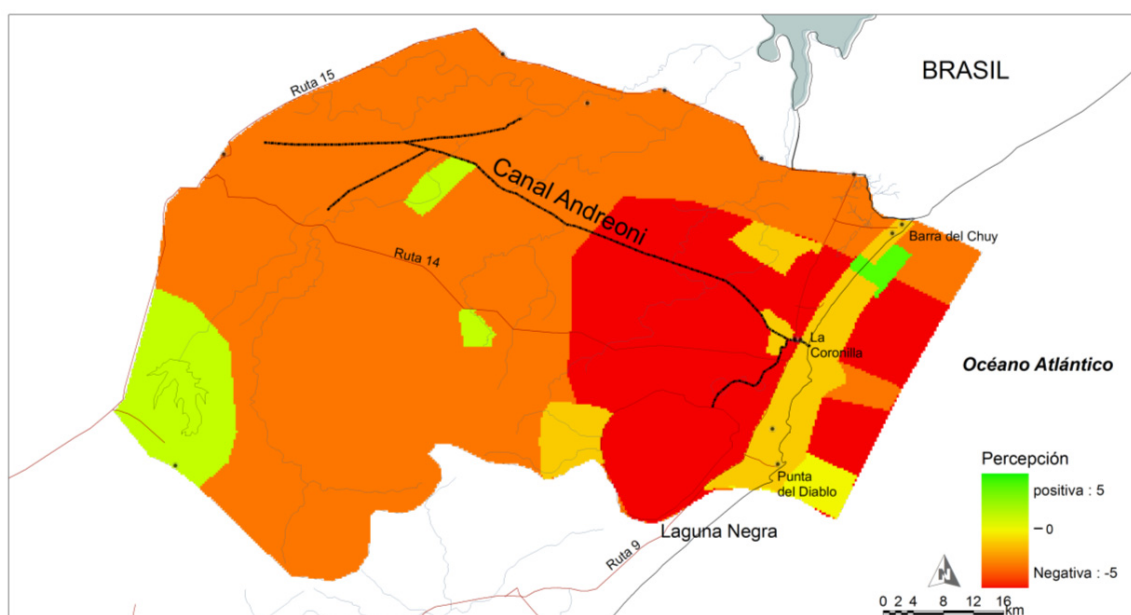 BRASIL
Ruta 15
Canal Andreoni
Barra del Chuy
Ruta 14
La
Coronilla
Océano Atlántico
Percepción
positiva : 5
0
Negativa : -5
Punta
del Diablo
Laguna Negra
Ruta 9
N
0 2 4 8 12 16
km